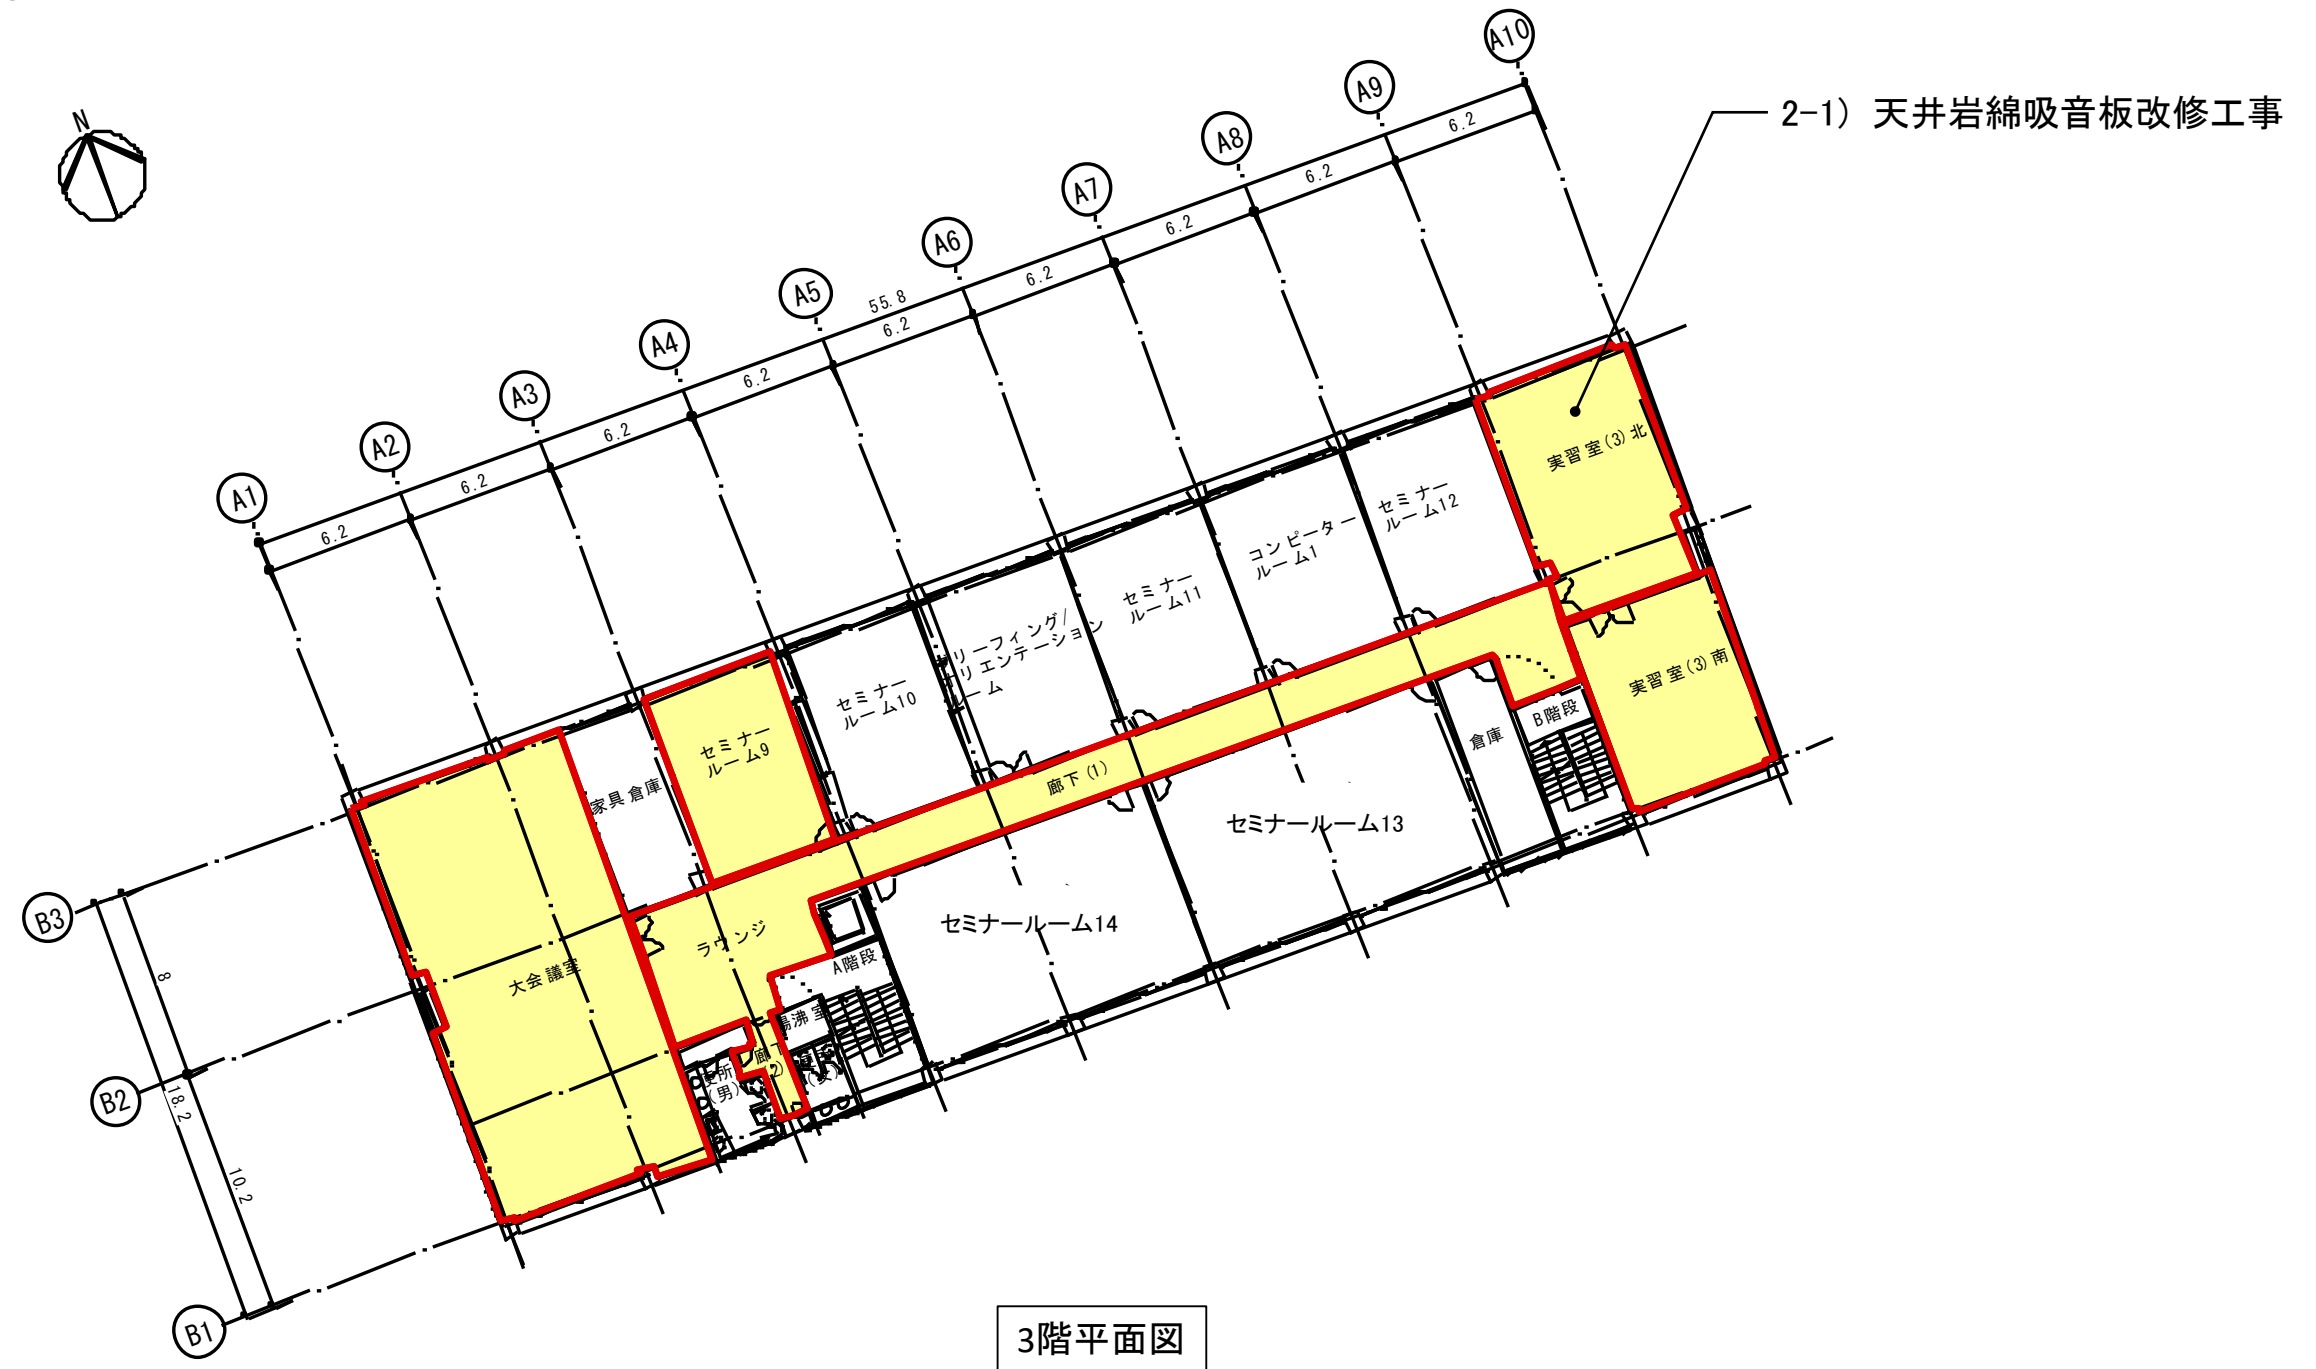 N
A1
A2
A3
A4
A5
A6
A7
A8
A9
A10
55.8
6.2
6.2
6.2
6.2
6.2
6.2
6.2
6.2
6.2
2-1) 天井岩綿吸音板改修工事
実習室(3)北
実習室(3)南
セミナー
ルーム12
コンピーター
ルーム1
セミナー
ルーム11
リーフィング/
リエンテーション
ーム
セミナー
ルーム10
セミナー
ルーム9
家具倉庫
大会議室
ラウンジ
廊下(1)
セミナールーム13
セミナールーム14
倉庫
B階段
A階段
湯沸室
廊下
(男)
B3
B2
B1
8
18.2
10.2
3階平面図